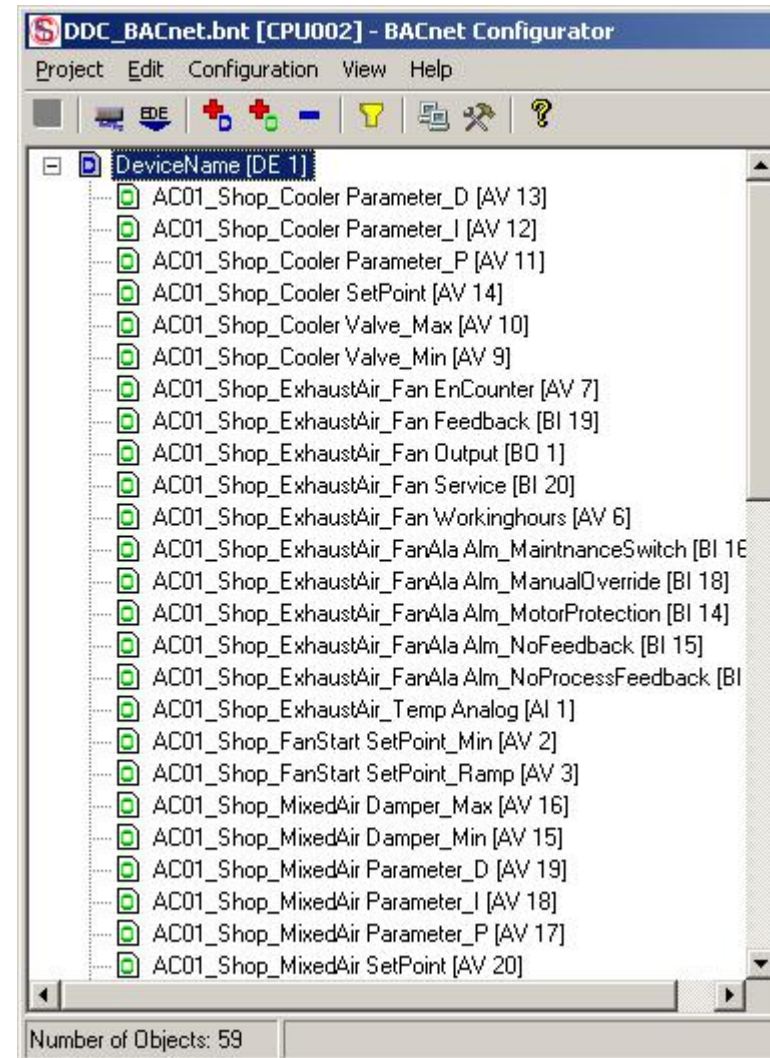 DDC_BACnet.bnt [CPU002] - BACnet Configurator
Project Edit Configuration View Help
EDE
DeviceName [DE 1]
AC01_Shop_Cooler Parameter_D [AV 13]
AC01_Shop_Cooler Parameter_I [AV 12]
AC01_Shop_Cooler Parameter_P [AV 11]
AC01_Shop_Cooler SetPoint [AV 14]
AC01_Shop_Cooler Valve_Max [AV 10]
AC01_Shop_Cooler Valve_Min [AV 9]
AC01_Shop_ExhaustAir_Fan EnCounter [AV 7]
AC01_Shop_ExhaustAir_Fan Feedback [BI 19]
AC01_Shop_ExhaustAir_Fan Output [BO 1]
AC01_Shop_ExhaustAir_Fan Service [BI 20]
AC01_Shop_ExhaustAir_Fan Workinghours [AV 6]
AC01_Shop_ExhaustAir_FanAla Alm_MaintnanceSwitch [BI 16
AC01_Shop_ExhaustAir_FanAla Alm_ManualOverride [BI 18]
AC01_Shop_ExhaustAir_FanAla Alm_MotorProtection [BI 14]
AC01_Shop_ExhaustAir_FanAla Alm_NoFeedback [BI 15]
AC01_Shop_ExhaustAir_FanAla Alm_NoProcessFeedback [BI
AC01_Shop_ExhaustAir_Temp Analog [AI 1]
AC01_Shop_FanStart SetPoint_Min [AV 2]
AC01_Shop_FanStart SetPoint_Ramp [AV 3]
AC01_Shop_MixedAir Damper_Max [AV 16]
AC01_Shop_MixedAir Damper_Min [AV 15]
AC01_Shop_MixedAir Parameter_D [AV 19]
AC01_Shop_MixedAir Parameter_I [AV 18]
AC01_Shop_MixedAir Parameter_P [AV 17]
AC01_Shop_MixedAir SetPoint [AV 20]
Number of Objects: 59